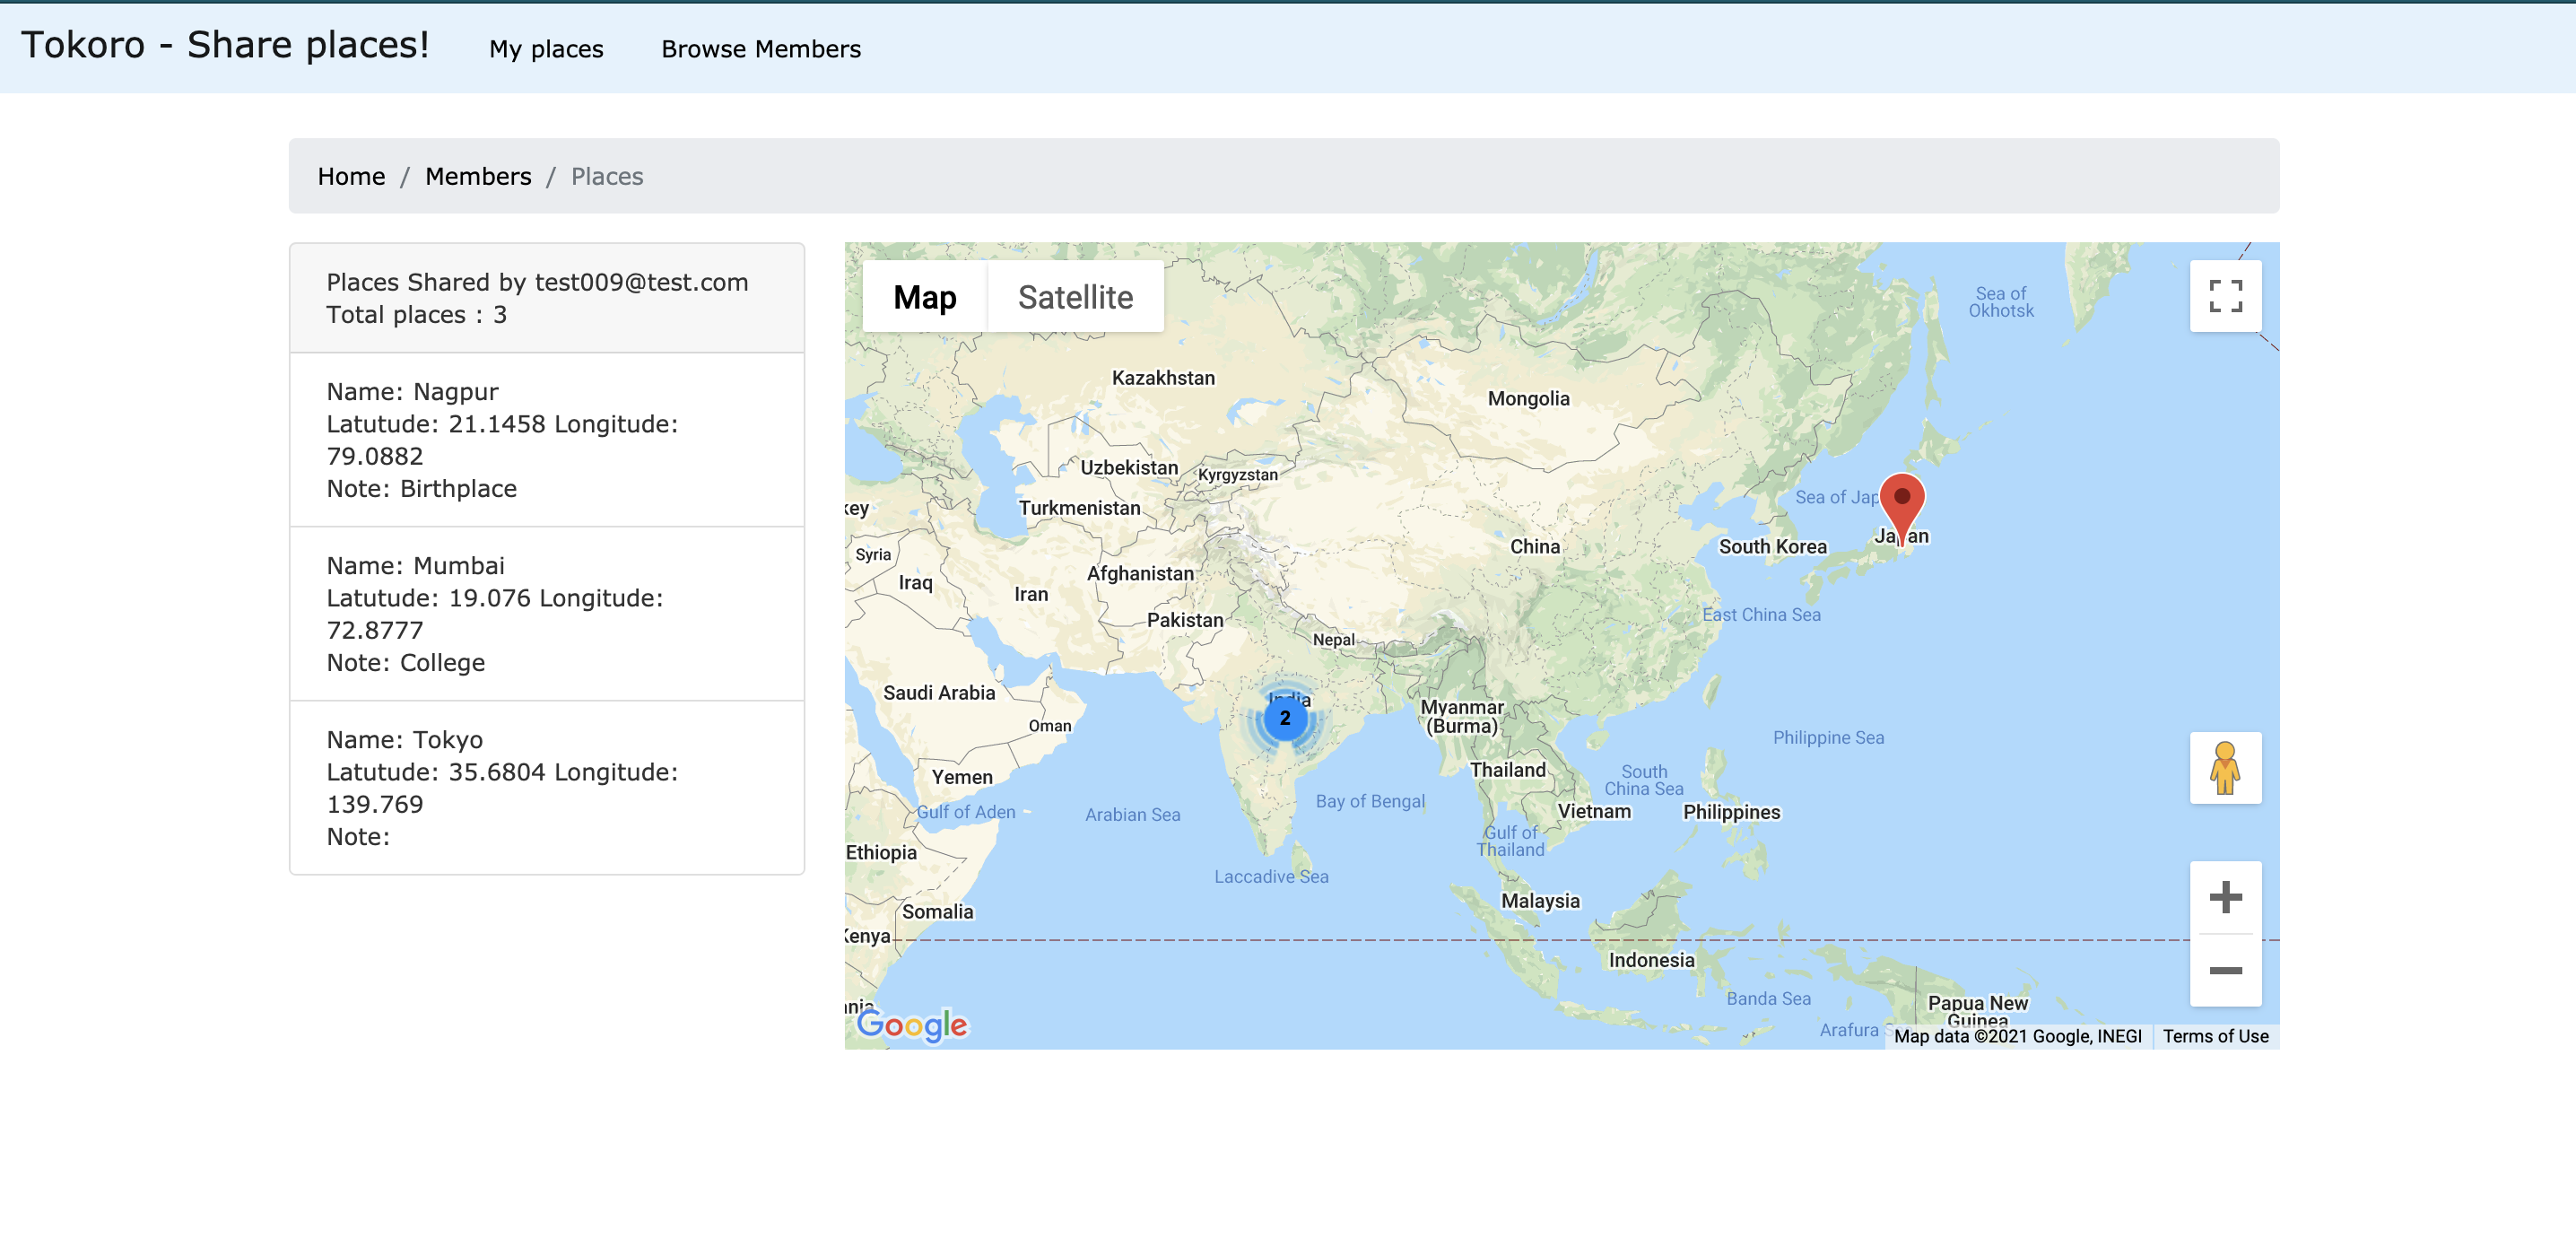 Tokoro - Share places!
My places
Browse Members
Home / Members / Places
Places Shared by test009@test.com
Total places : 3
Name: Nagpur
Latutude: 21.1458 Longitude:
79.0882
Note: Birthplace
Name: Mumbai
Latutude: 19.076 Longitude:
72.8777
Note: College
Name: Tokyo
Latutude: 35.6804 Longitude:
139.769
Note:
Map
Satellite
Sea of
Okhotsk
Kazakhstan
Mongolia
Uzbekistan
Kyrgyzstan
Turkmenistan
key
Sea of Jap
Japan
Syria
China
South Korea
Iraq
Iran
Afghanistan
Pakistan
East China Sea
Nepal
Saudi Arabia
India
2
Oman
Myanmar
(Burma)
Philippine Sea
Yemen
Thailand
South
China Sea
Gulf of Aden
Arabian Sea
Bay of Bengal
Vietnam
Philippines
Gulf of
Thailand
Ethiopia
Laccadive Sea
Malaysia
Somalia
Kenya
Indonesia
Banda Sea
Papua New
Guinea
nia
Google
Arafura S
Map data ©2021 Google, INEGI
Terms of Use